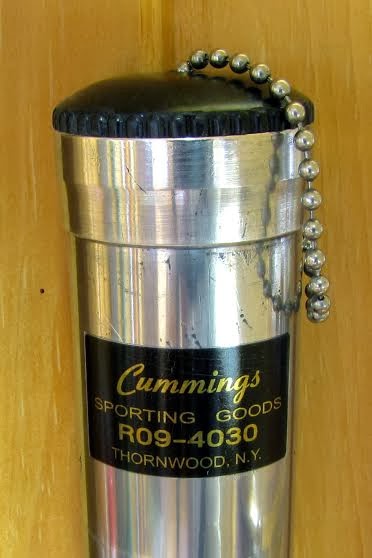 Cummings
SPORTING GOODS
R09-4030
THORNWOOD, N.Y.